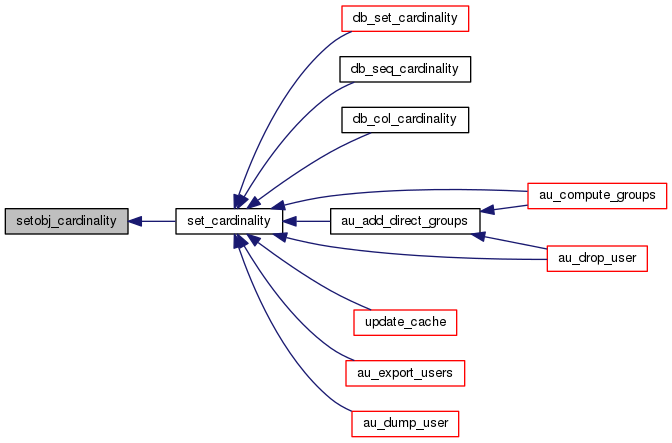 db_set_cardinality
db_seq_cardinality
db_col_cardinality
au_compute_groups
setobj_cardinality
set_cardinality
au_add_direct_groups
au_drop_user
update_cache
au_export_users
au_dump_user